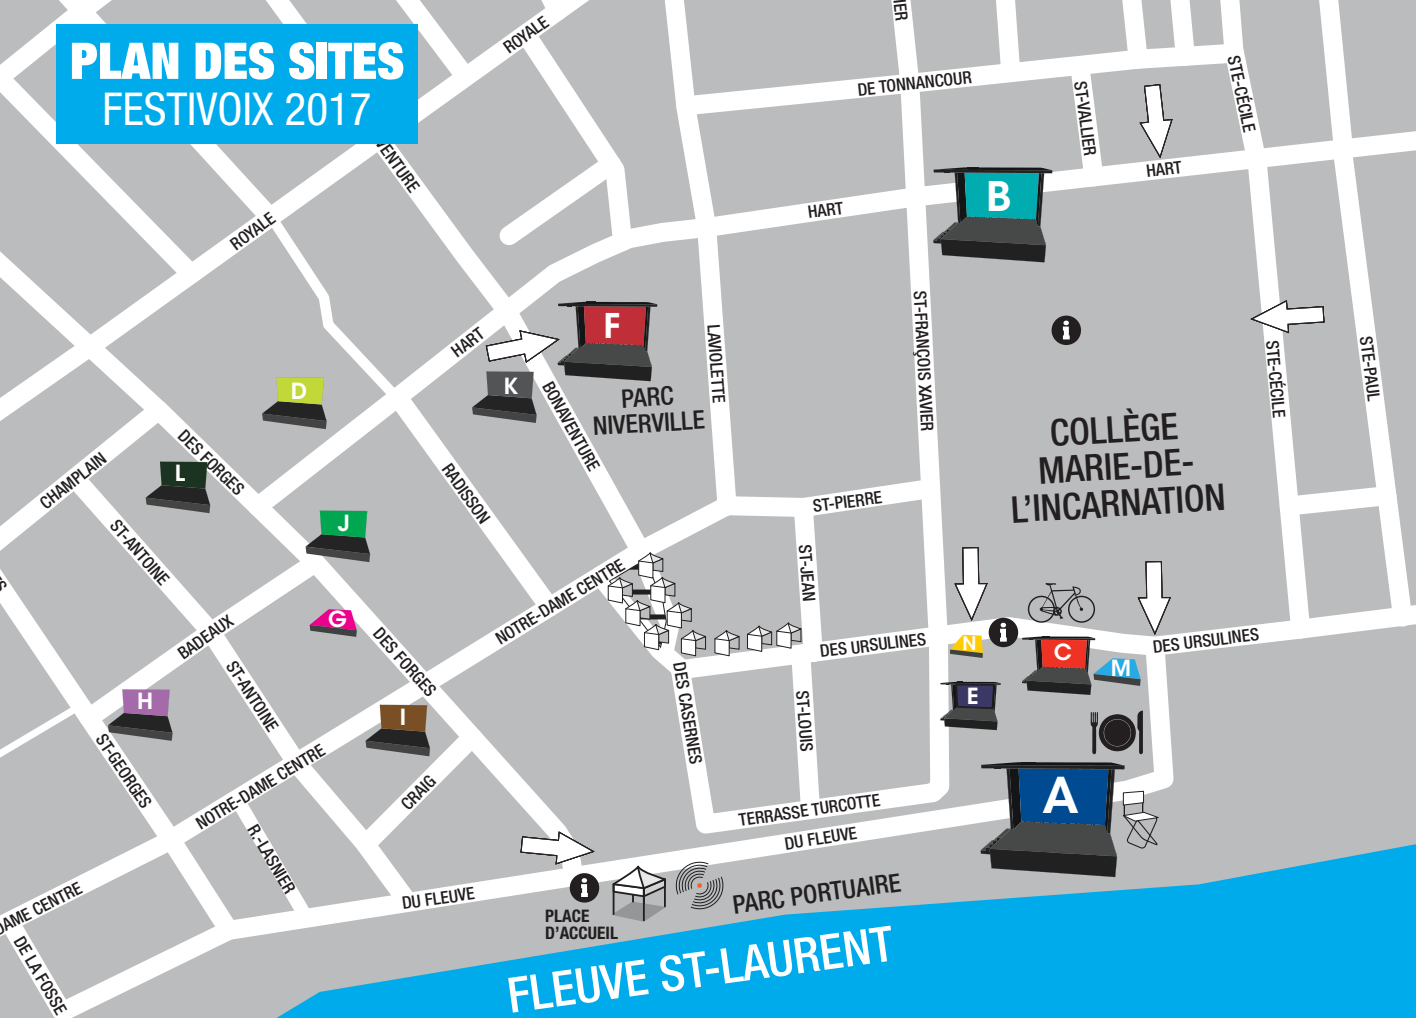 PLAN DES SITES
FESTIVOIX 2017
ROYALE
DE TONNANCOUR
ST-VALLIER
STE-CÉCILE
HART
B
HART
ROYALE
ST-FRANÇOIS XAVIER
LAVIOLETTE
F
HART
K
PARC
NIVERVILLE
BONAVENTURE
D
STE-CÉCILE
STE-PAUL
COLLÈGE
MARIE-DE-
L'INCARNATION
i
CHAMPLAIN
DES FORGES
L
RADISSON
J
ST-PIERRE
ST-ANTOINE
ST-JEAN
NOTRE-DAME CENTRE
G
BADEAUX
DES FORGES
DES URSULINES
N
i
C
M
DES URSULINES
ST-ANTOINE
H
I
DES CASERNES
ST-LOUIS
E
ST-GEORGES
NOTRE-DAME CENTRE
CRAIG
A
TERRASSE TURCOTTE
DU FLEUVE
R.-LASNIER
DU FLEUVE
i
PLACE
D'ACCUEIL
PARC PORTUAIRE
DAME CENTRE
DE LA FOSSE
FLEUVE ST-LAURENT